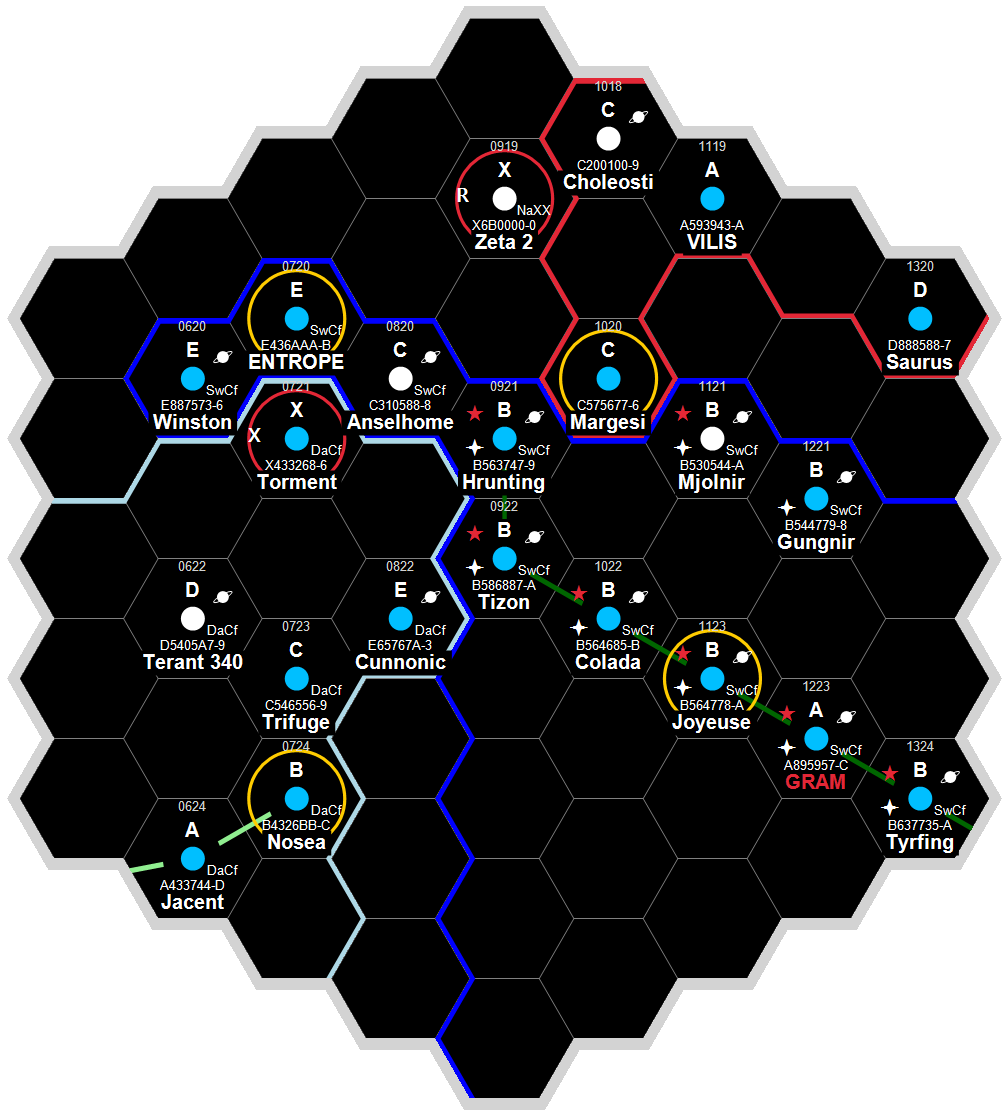 1018
C
C200100-9
Choleosti
0919
X
R
NaXX
X6B0000-0
Zeta 2
1119
A
A593943-A
VILIS
0720
E
SwCf
E436AAA-B
ENTROPE
1320
D
D888588-7
Saurus
0620
E
SwCf
E887573-6
Winston
0820
C
SwCf
C310588-8
Anselhome
1020
C
C575677-6
Margesi
0721
X
X
DaCf
X433268-6
Torment
0921
B
SwCf
B563747-9
Hrunting
1121
B
SwCf
B530544-A
Mjolnir
1221
B
SwCf
B544779-8
Gungnir
0922
B
SwCf
B586887-A
Tizon
0622
D
DaCf
D5405A7-9
Terant 340
0822
E
DaCf
E65767A-3
Cunnonic
1022
B
SwCf
B564685-B
Colada
0723
C
DaCf
C546556-9
Trifuge
1123
B
SwCf
B564778-A
Joyeuse
1223
A
SwCf
A895957-C
GRAM
0724
B
DaCf
B4326BB-C
Nosea
1324
B
SwCf
B637735-A
Tyrfing
0624
A
DaCf
A433744-D
Jacent